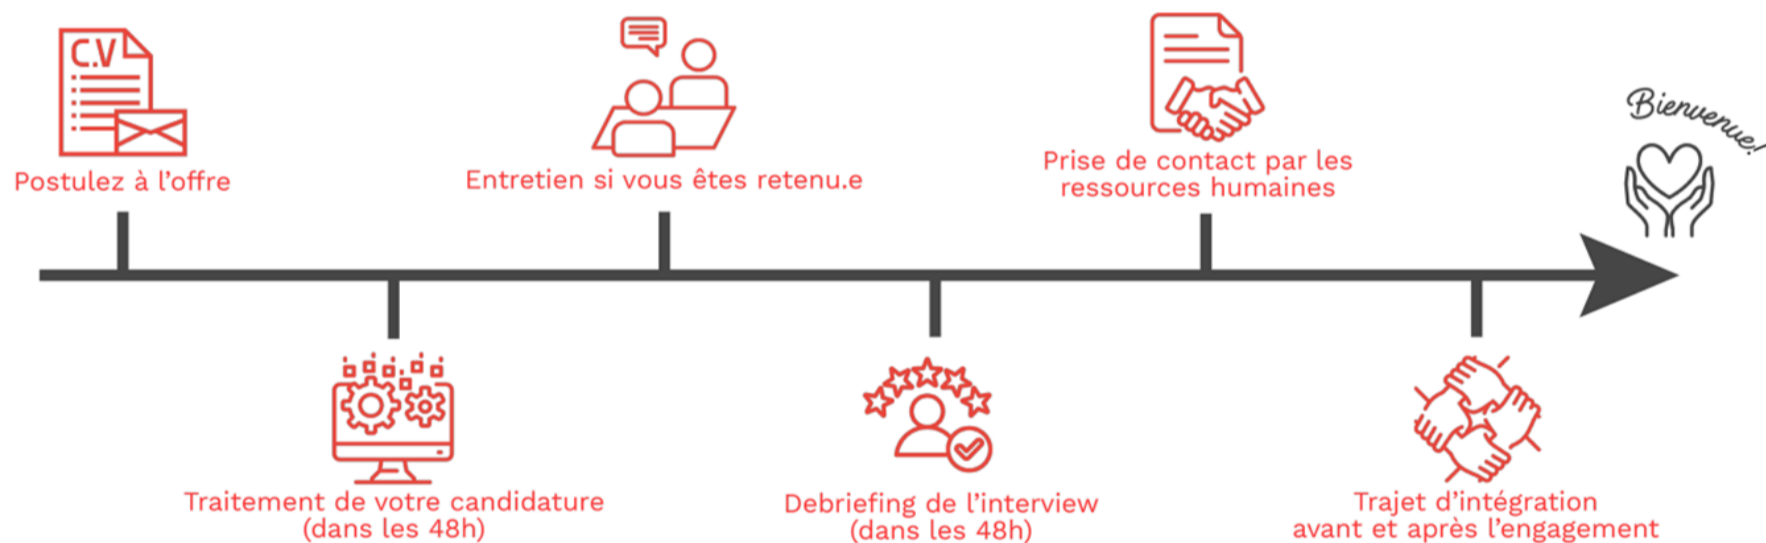 C.V
Postulez à l'offre
Traitement de votre candidature
(dans les 48h)
Entretien si vous êtes retenu.e
Debriefing de l'interview
(dans les 48h)
Prise de contact par les
ressources humaines
Trajet d'intégration
avant et après l'engagement
Bienvenue!